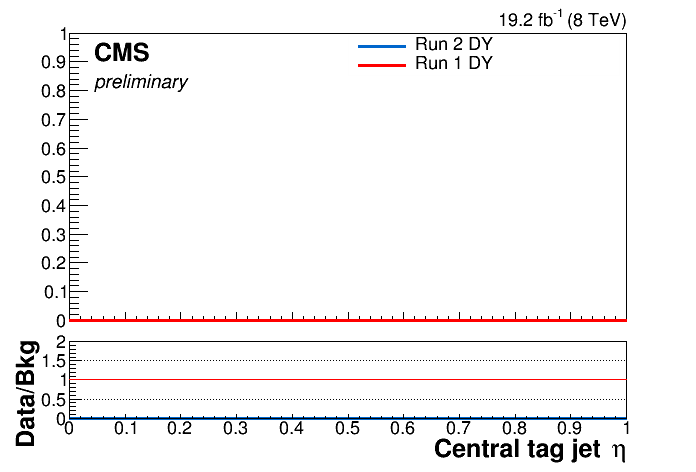 19.2 fb-1 (8 TeV)
CMS
preliminary
Run 2 DY
Run 1 DY
1
0.9
0.8
0.7
0.6
0.5
0.4
0.3
0.2
0.1
0
Data/Bkg
2
1.5
1
0.5
0
0 0.1 0.2 0.3 0.4 0.5 0.6 0.7 0.8 0.9 1
Central tag jet η